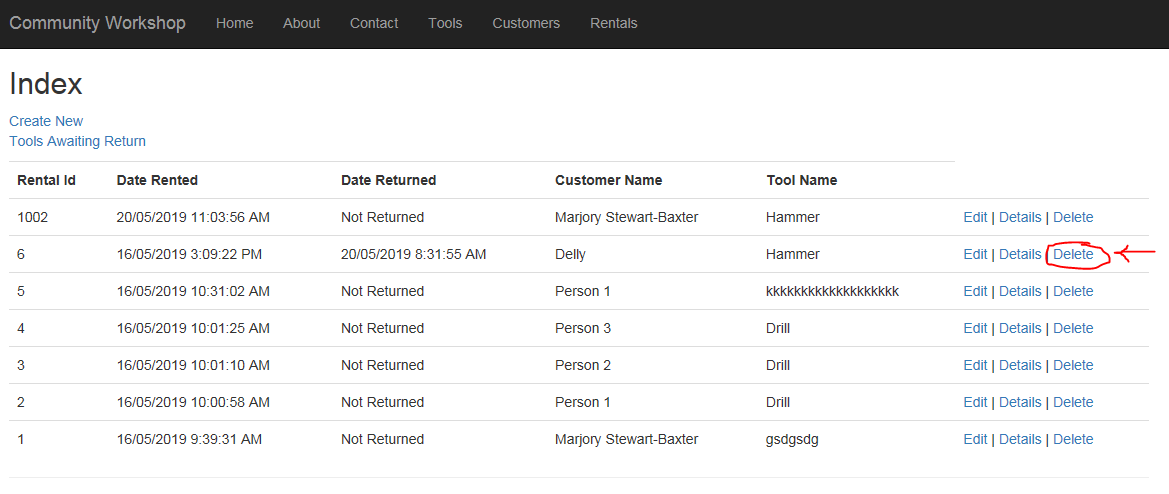 Community Workshop Home About Contact Tools Customers Rentals
Index
Create New
Tools Awaiting Return
Rental Id Date Rented Date Returned Customer Name Tool Name
1002 20/05/2019 11:03:56 AM Not Returned Marjory Stewart-Baxter Hammer Edit | Details | Delete
6 16/05/2019 3:09:22 PM 20/05/2019 8:31:55 AM Delly Hammer Edit | Details Delete
5 16/05/2019 10:31:02 AM Not Returned Person 1 kkkkkkkkkkkkkkkkkkk Edit | Details | Delete
4 16/05/2019 10:01:25 AM Not Returned Person 3 Drill Edit | Details | Delete
3 16/05/2019 10:01:10 AM Not Returned Person 2 Drill Edit | Details | Delete
2 16/05/2019 10:00:58 AM Not Returned Person 1 Drill Edit | Details | Delete
1 16/05/2019 9:39:31 AM Not Returned Marjory Stewart-Baxter gsdgsdg Edit | Details | Delete